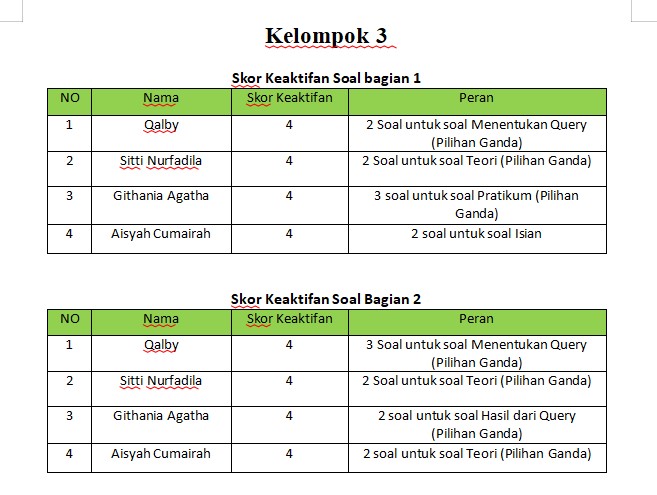 Kelompok 3
Skor Keaktifan Soal bagian 1
NO Nama Skor Keaktifan Peran
1 Qalby 4 2 Soal untuk soal Menentukan Query
(Pilihan Ganda)
2 Sitti Nurfadila 4 2 Soal untuk soal Teori (Pilihan Ganda)
3 Githania Agatha 4 3 soal untuk soal Pratikum (Pilihan
Ganda)
4 Aisyah Cumairah 4 2 soal untuk soal Isian
Skor Keaktifan Soal Bagian 2
NO Nama Skor Keaktifan Peran
1 Qalby 4 3 Soal untuk soal Menentukan Query
(Pilihan Ganda)
2 Sitti Nurfadila 4 2 Soal untuk soal Teori (Pilihan Ganda)
3 Githania Agatha 4 2 soal untuk soal Hasil dari Query
(Pilihan Ganda)
4 Aisyah Cumairah 4 2 soal untuk soal Teori (Pilihan Ganda)